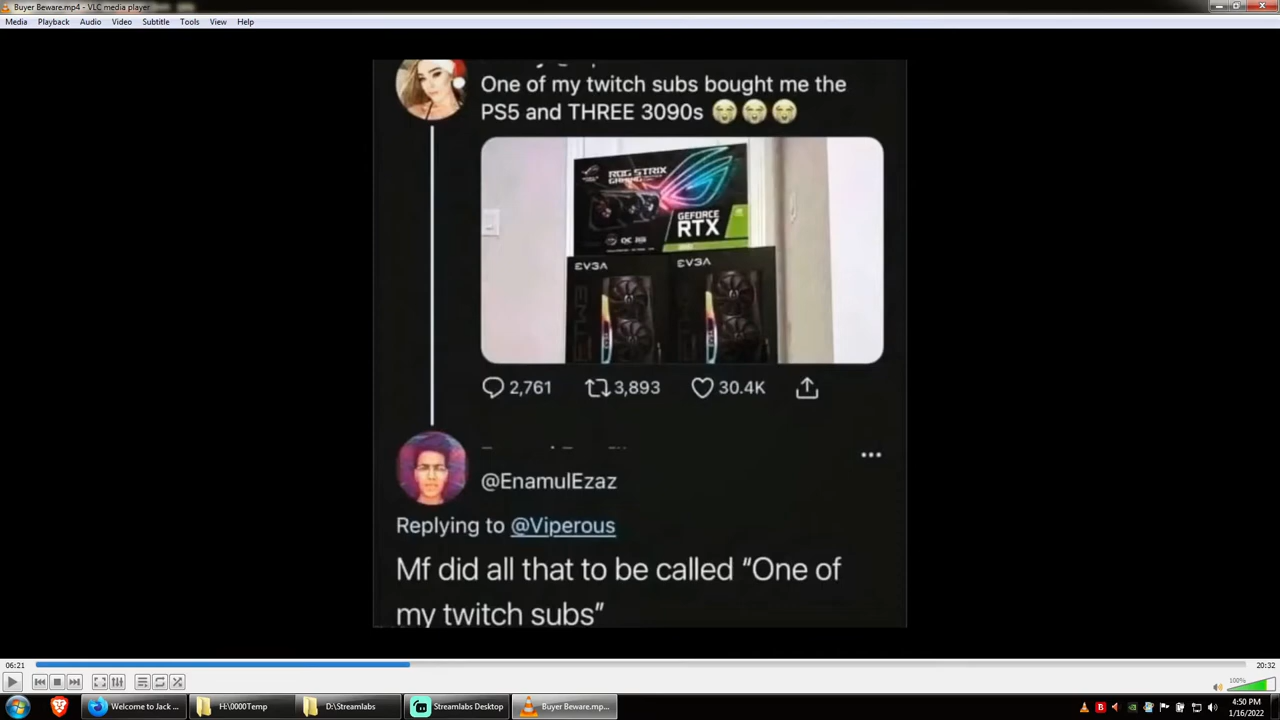 Buyer Beware.mp4 - VLC media player
Media Playback Audio Video Subtitle Tools View Help
One of my twitch subs bought me the
PS5 and THREE 3090s 😭😭😭
ROG STRIX
GAMING
GEFORCE
RTX
OC
EVGA
EVGA
2,761 3,893 30.4K
@EnamulEzaz
Replying to @Viperous
Mf did all that to be called “One of
my twitch subs”
06:21
20:32
100%
Welcome to Jack ...
H:\0000Temp
D:\Streamlabs
Streamlabs Desktop
Buyer Beware.mp...
4:50 PM
1/16/2022